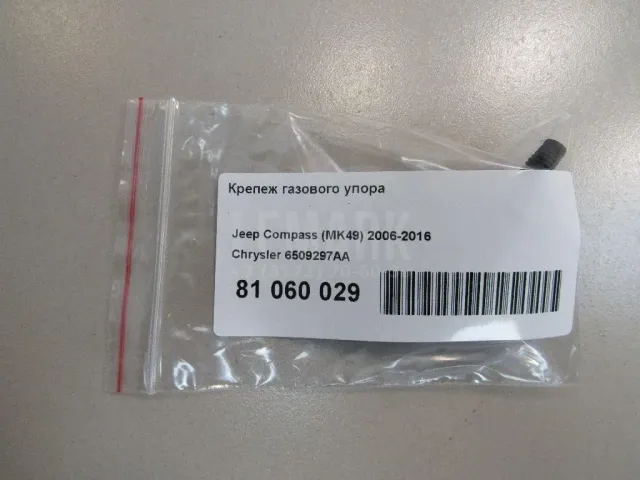 Крепеж газового упора
Jeep Compass (MK49) 2006-2016
Chrysler 6509297AA
81 060 029